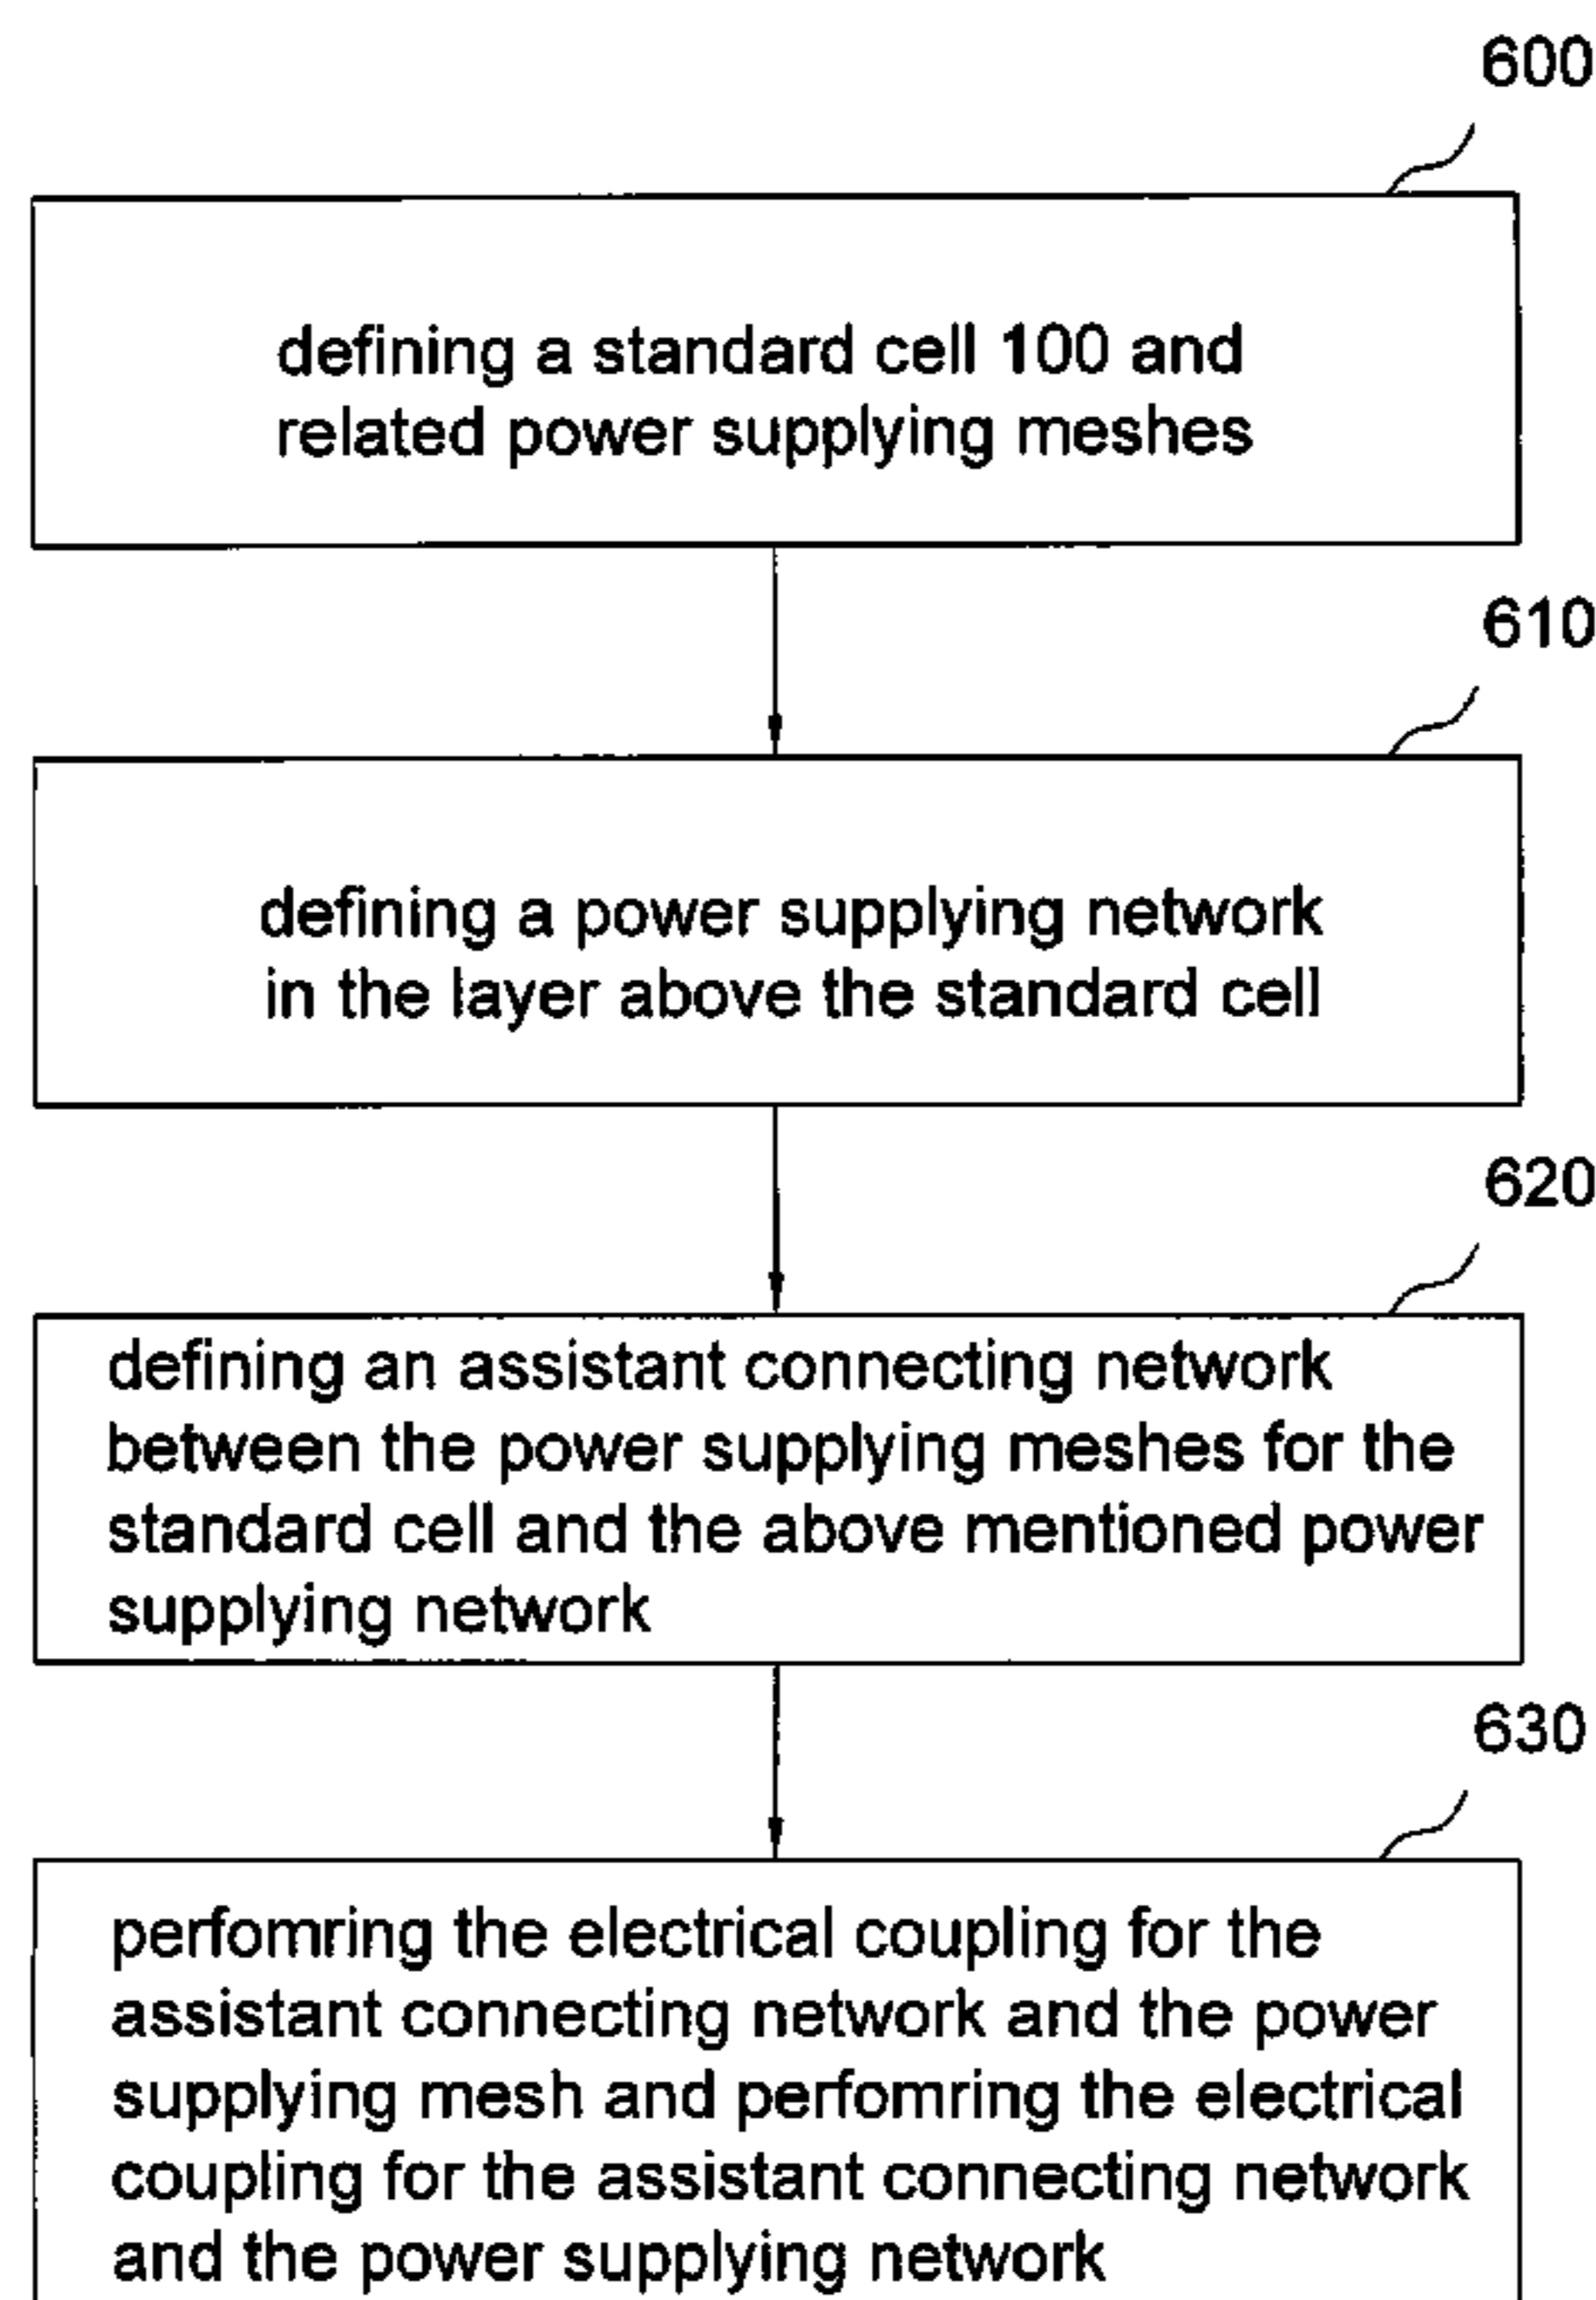 600
defining a standard cell 100 and
related power supplying meshes
610
defining a power supplying network
in the layer above the standard cell
620
defining an assistant connecting network
between the power supplying meshes for the
standard cell and the above mentioned power
supplying network
630
perfomring the electrical coupling for the
assistant connecting network and the power
supplying mesh and perfomring the electrical
coupling for the assistant connecting network
and the power supplying network